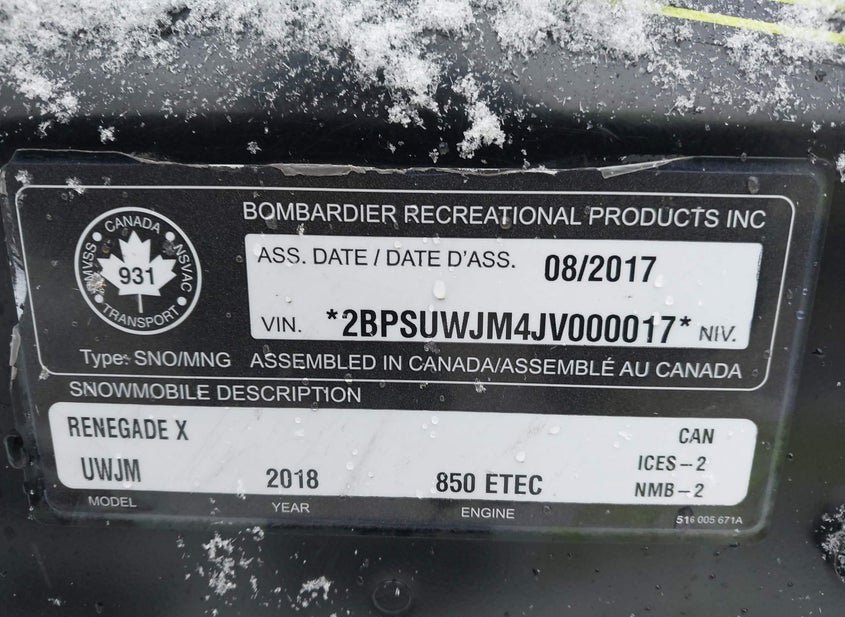 BOMBARDIER RECREATIONAL PRODUCTS INC
CANADA
CMVSS
NSVAC
931
TRANSPORT
ASS. DATE / DATE D'ASS. 08/2017
VIN. *2BPSUWJM4JV000017* NIV.
Type: SNO/MNG ASSEMBLED IN CANADA/ASSEMBLÉ AU CANADA
SNOWMOBILE DESCRIPTION
RENEGADE X CAN
UWJM 2018 850 ETEC ICES-2
NMB-2
MODEL YEAR ENGINE 516 005 671A